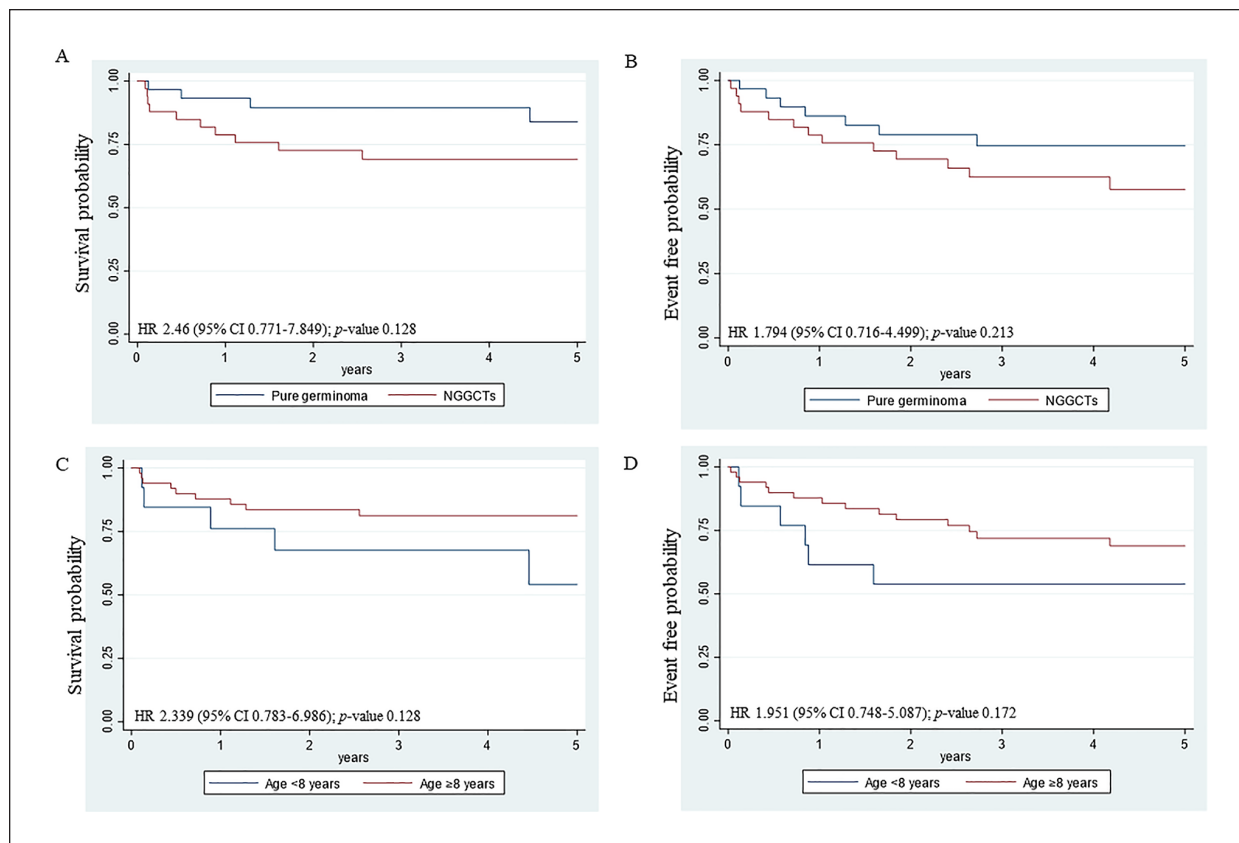 A
Survival probability
1.00
0.75
0.50
0.25
0.00
HR 2.46 (95% CI 0.771-7.849); p-value 0.128
0 1 2 3 4 5
years
Pure germinoma NGGCTs
B
Event free probability
1.00
0.75
0.50
0.25
0.00
HR 1.794 (95% CI 0.716-4.499); p-value 0.213
0 1 2 3 4 5
years
Pure germinoma NGGCTs
C
Survival probability
1.00
0.75
0.50
0.25
0.00
HR 2.339 (95% CI 0.783-6.986); p-value 0.128
0 1 2 3 4 5
years
Age <8 years Age ≥8 years
D
Event free probability
1.00
0.75
0.50
0.25
0.00
HR 1.951 (95% CI 0.748-5.087); p-value 0.172
0 1 2 3 4 5
years
Age <8 years Age ≥8 years